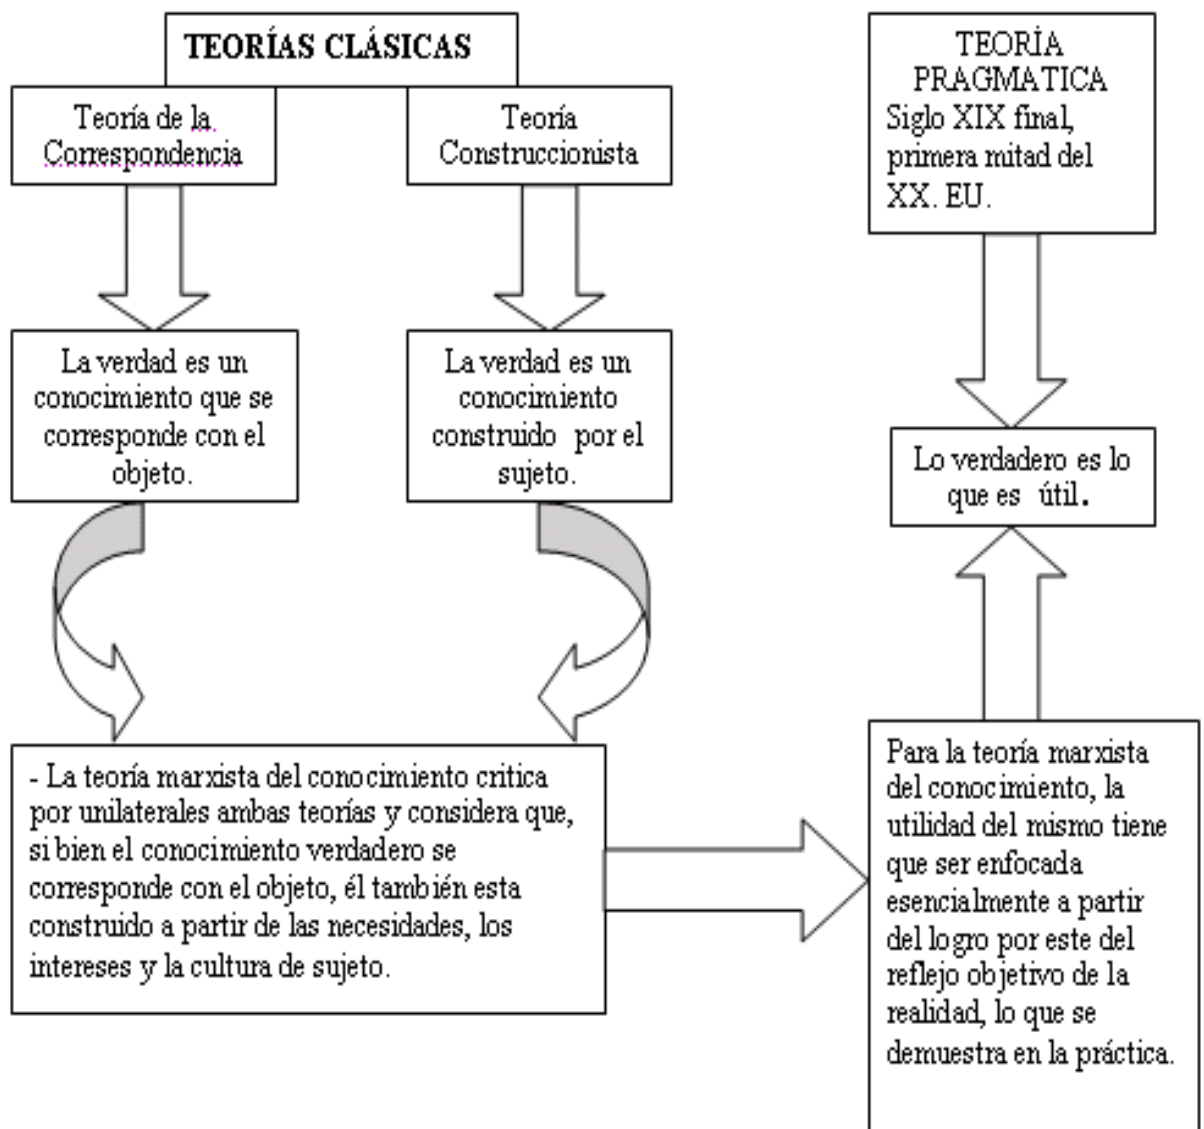 TEORÍAS CLÁSICAS
Teoría de la
Correspondencia
Teoría
Construccionista
TEORÍA
PRAGMATICA
Siglo XIX final,
primera mitad del
XX. EU.
La verdad es un
conocimiento que se
corresponde con el
objeto.
La verdad es un
conocimiento
construido por el
sujeto.
Lo verdadero es lo
que es útil.
- La teoría marxista del conocimiento critica
por unilaterales ambas teorías y considera que,
si bien el conocimiento verdadero se
corresponde con el objeto, él también esta
construido a partir de las necesidades, los
intereses y la cultura de sujeto.
Para la teoría marxista
del conocimiento, la
utilidad del mismo tiene
que ser enfocada
esencialmente a partir
del logro por este del
reflejo objetivo de la
realidad, lo que se
demuestra en la práctica.